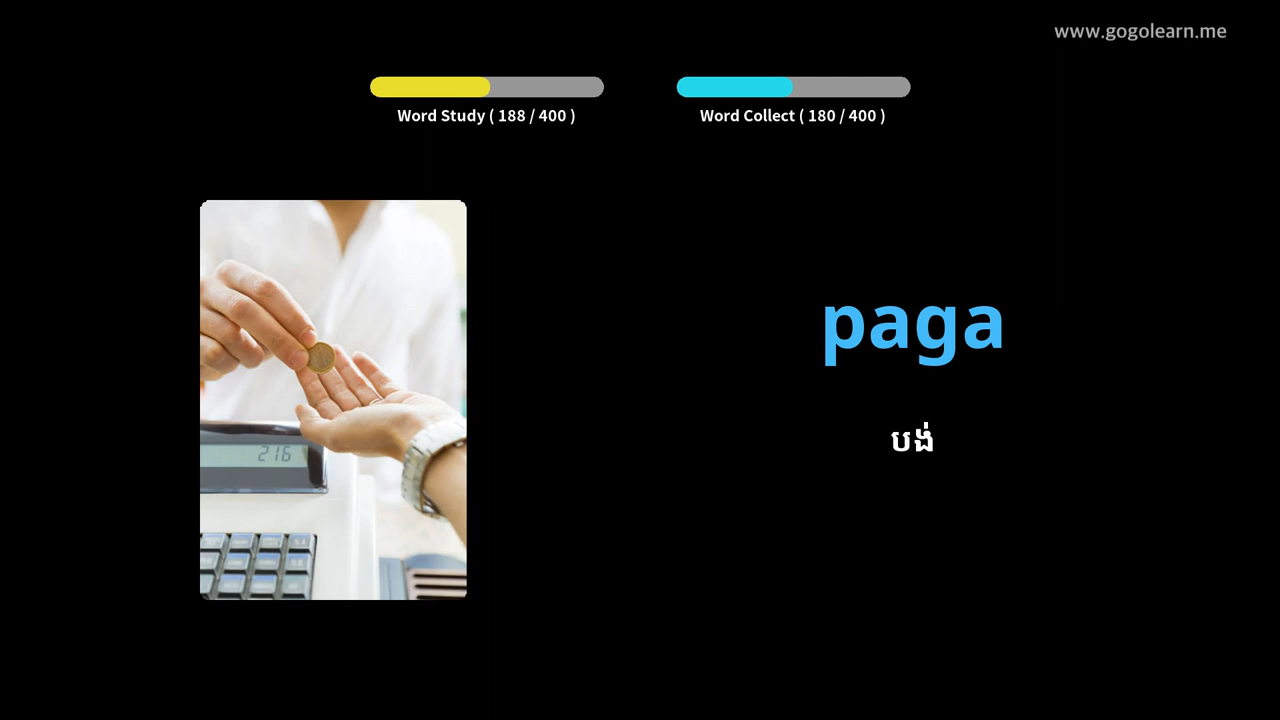 www.gogolearn.me
Word Study ( 188 / 400 )
Word Collect ( 180 / 400 )
216
paga
បង់